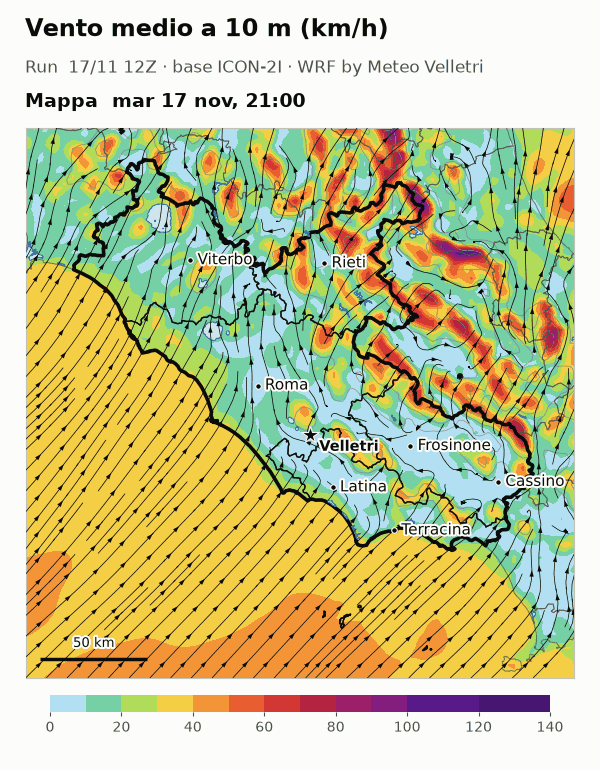 Vento medio a 10 m (km/h)
Run 17/11 12Z · base ICON-2I · WRF by Meteo Velletri
Mappa mar 17 nov, 21:00
Viterbo
Rieti
Roma
Velletri
Frosinone
Cassino
Latina
Terracina
50 km
0 20 40 60 80 100 120 140